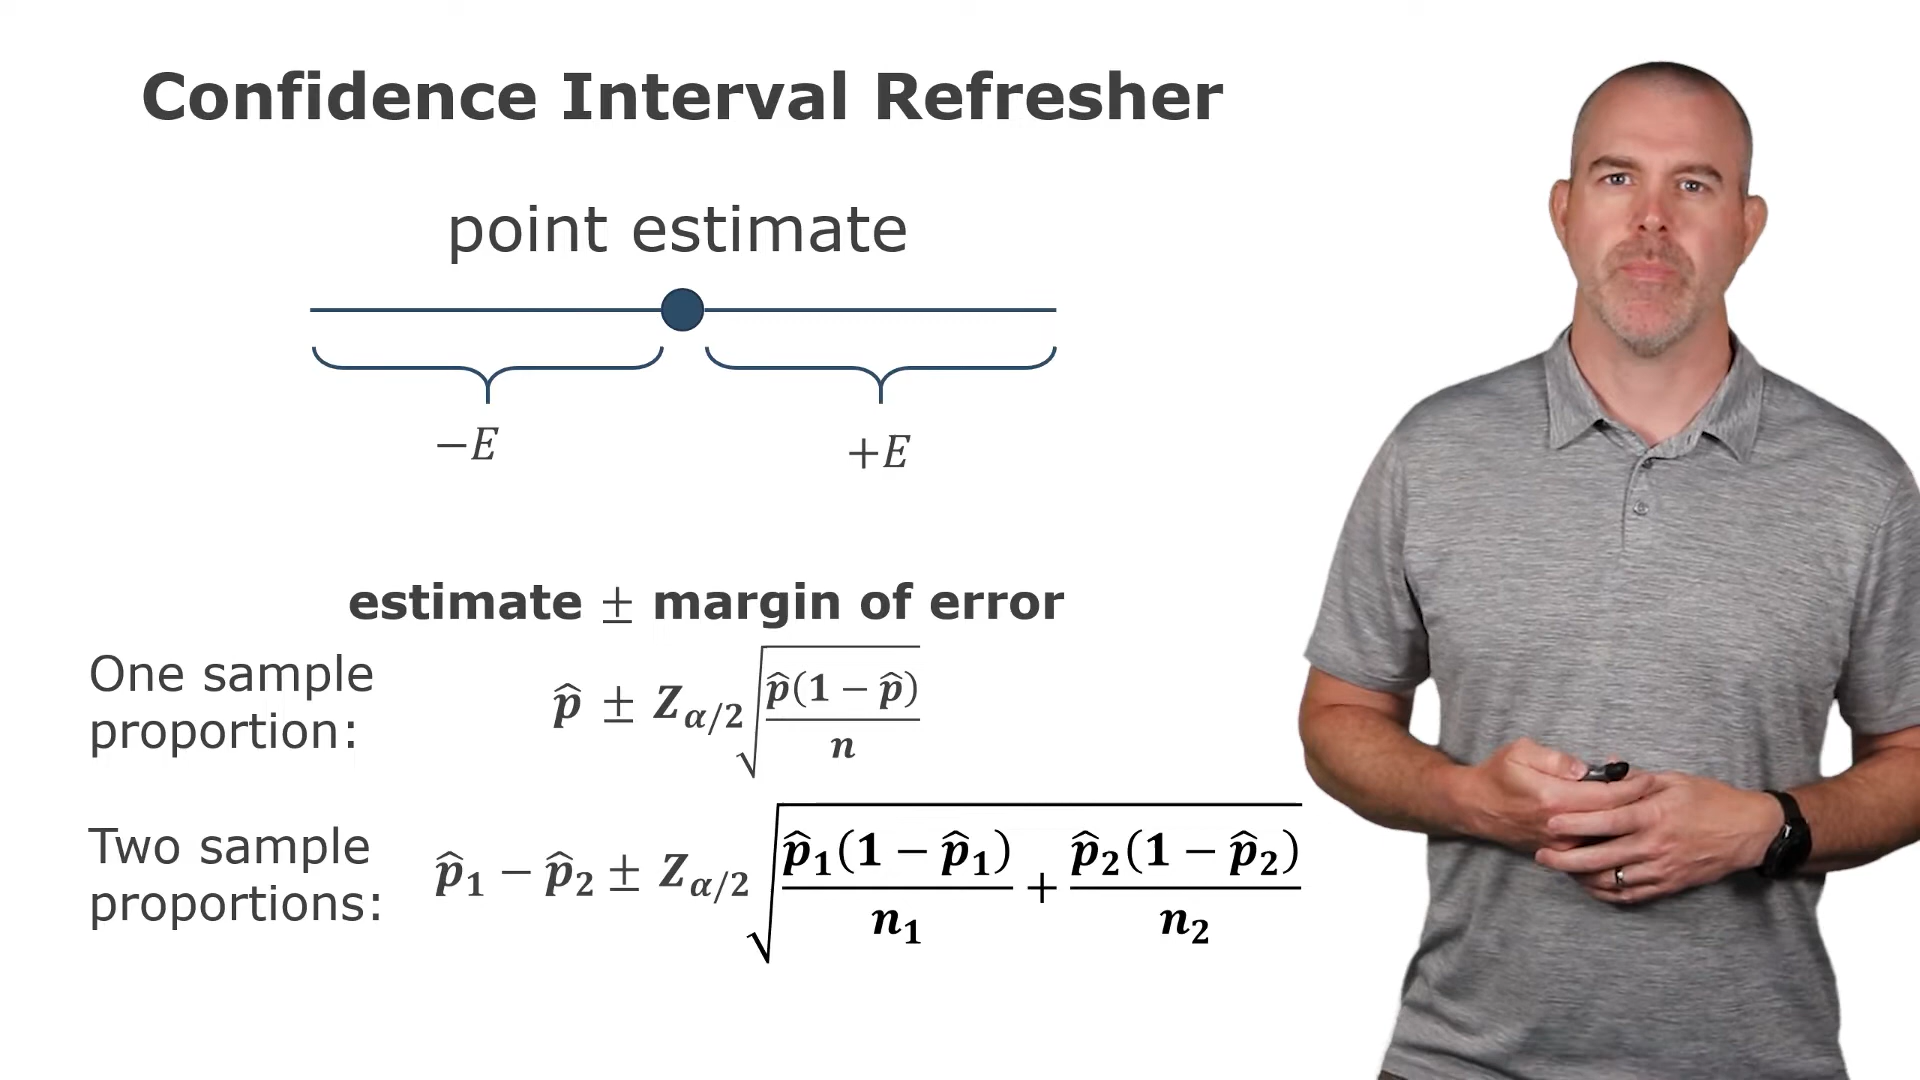 Confidence Interval Refresher
point estimate
−E
+E
estimate ± margin of error
One sample
proportion:
p̂ ± Z_{α/2} √(p̂(1 − p̂)/n)
Two sample
proportions:
p̂₁ − p̂₂ ± Z_{α/2} √(p̂₁(1 − p̂₁)/n₁ + p̂₂(1 − p̂₂)/n₂)